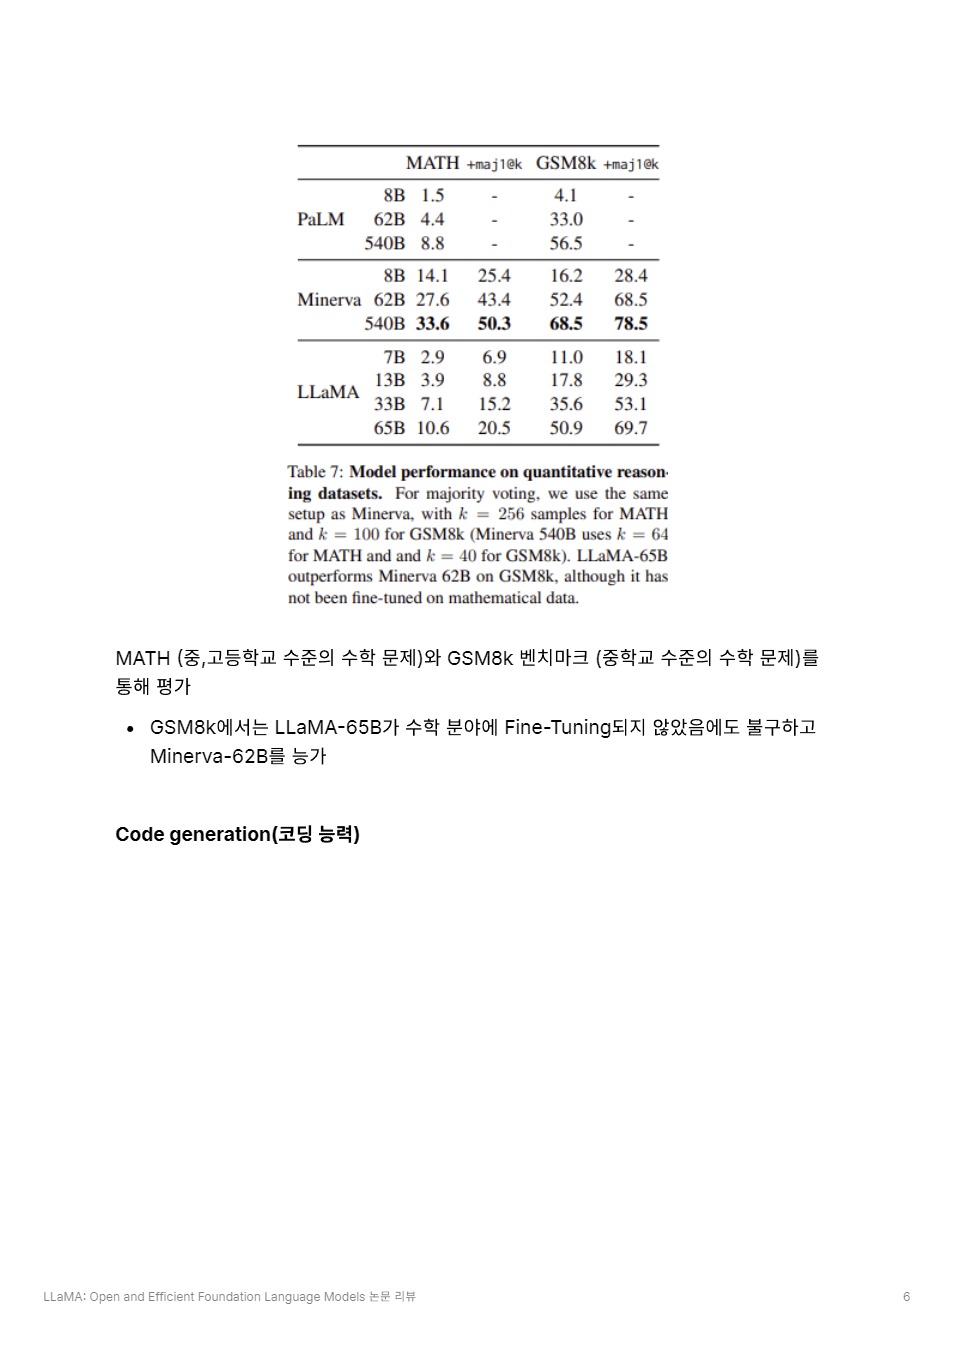 MATH +maj1@k GSM8k +maj1@k
8B 1.5 - 4.1 -
PaLM 62B 4.4 - 33.0 -
540B 8.8 - 56.5 -
8B 14.1 25.4 16.2 28.4
Minerva 62B 27.6 43.4 52.4 68.5
540B 33.6 50.3 68.5 78.5
7B 2.9 6.9 11.0 18.1
13B 3.9 8.8 17.8 29.3
LLaMA
33B 7.1 15.2 35.6 53.1
65B 10.6 20.5 50.9 69.7
Table 7: Model performance on quantitative reason-
ing datasets. For majority voting, we use the same
setup as Minerva, with k = 256 samples for MATH
and k = 100 for GSM8k (Minerva 540B uses k = 64
for MATH and and k = 40 for GSM8k). LLaMA-65B
outperforms Minerva 62B on GSM8k, although it has
not been fine-tuned on mathematical data.
MATH (중,고등학교 수준의 수학 문제)와 GSM8k 벤치마크 (중학교 수준의 수학 문제)를
통해 평가
• GSM8k에서는 LLaMA-65B가 수학 분야에 Fine-Tuning되지 않았음에도 불구하고
Minerva-62B를 능가
Code generation(코딩 능력)
LLaMA: Open and Efficient Foundation Language Models 논문 리뷰 6